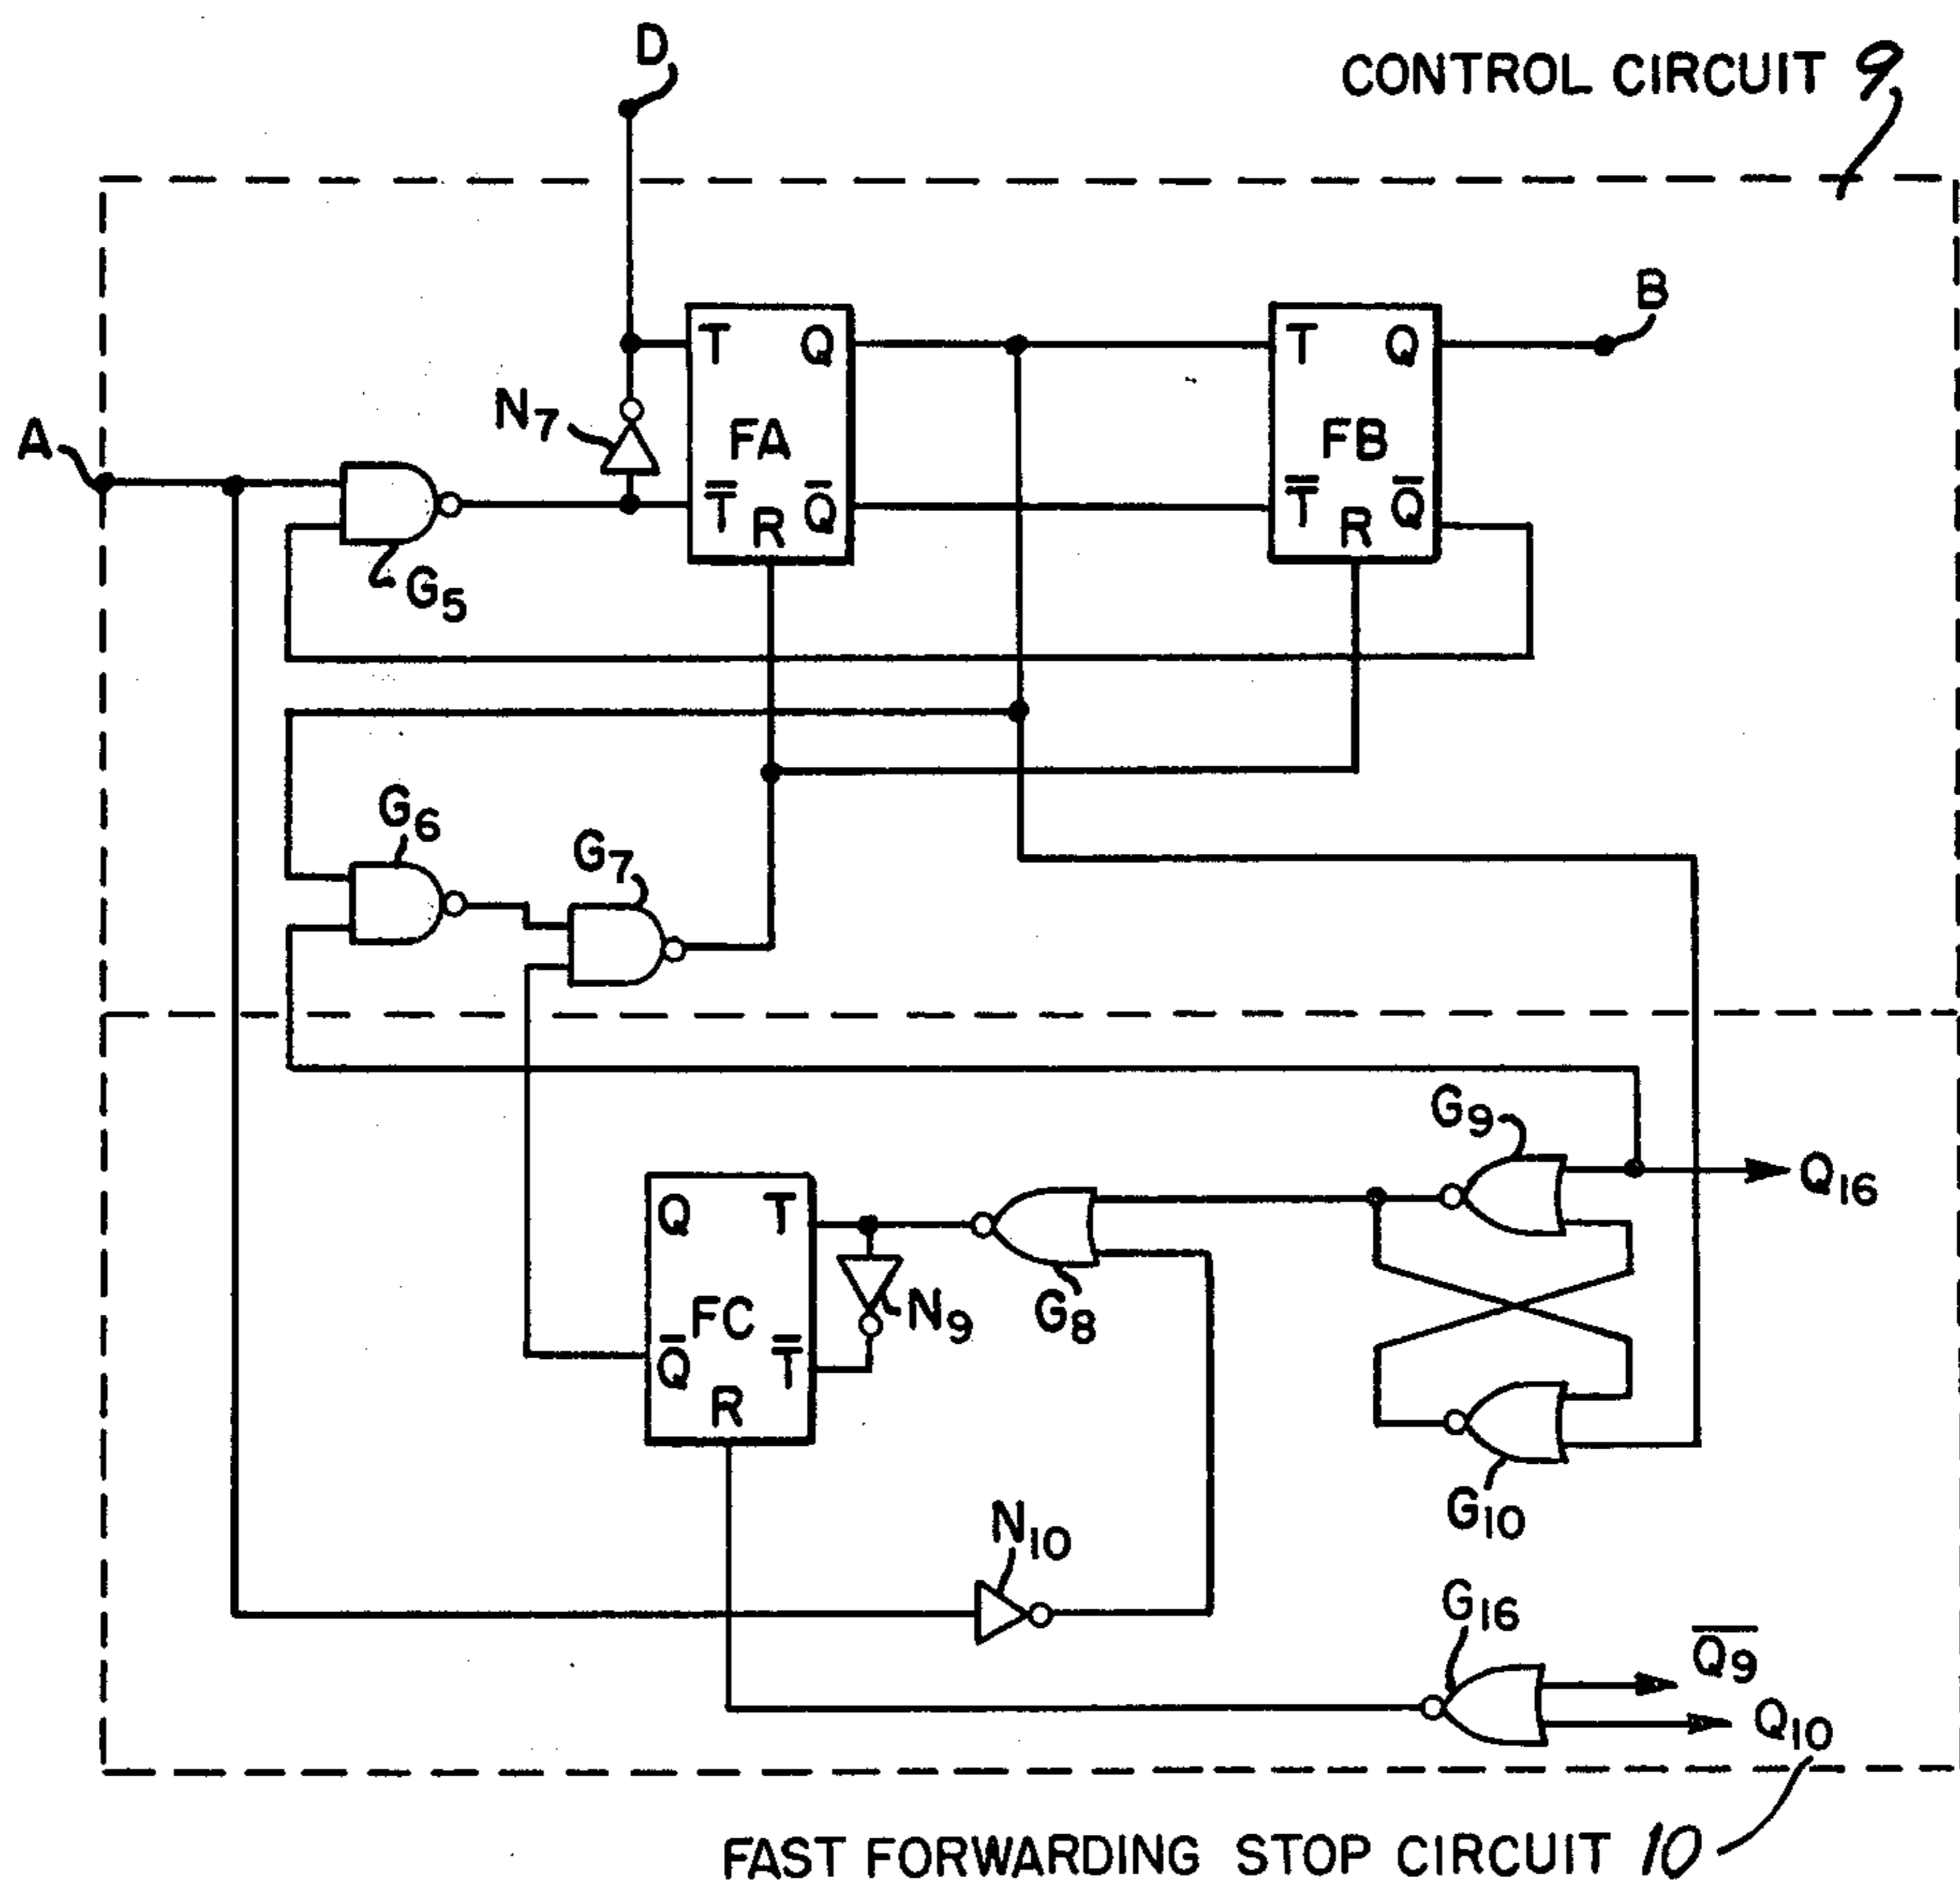 D
CONTROL CIRCUIT 9
B
T Q
T Q
N7
FA
FB
A
T̅ R Q̅
T̅ R Q̅
G5
G6
G7
G9
Q16
Q T
FC
N9
G8
Q̅ T̅
R
G10
N10
G16
Q̅9
Q10
FAST FORWARDING STOP CIRCUIT 10